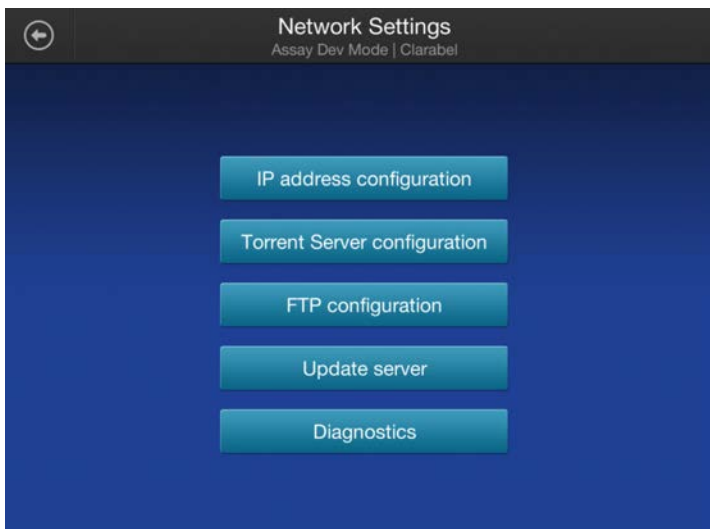 Network Settings
Assay Dev Mode | Clarabel
IP address configuration
Torrent Server configuration
FTP configuration
Update server
Diagnostics